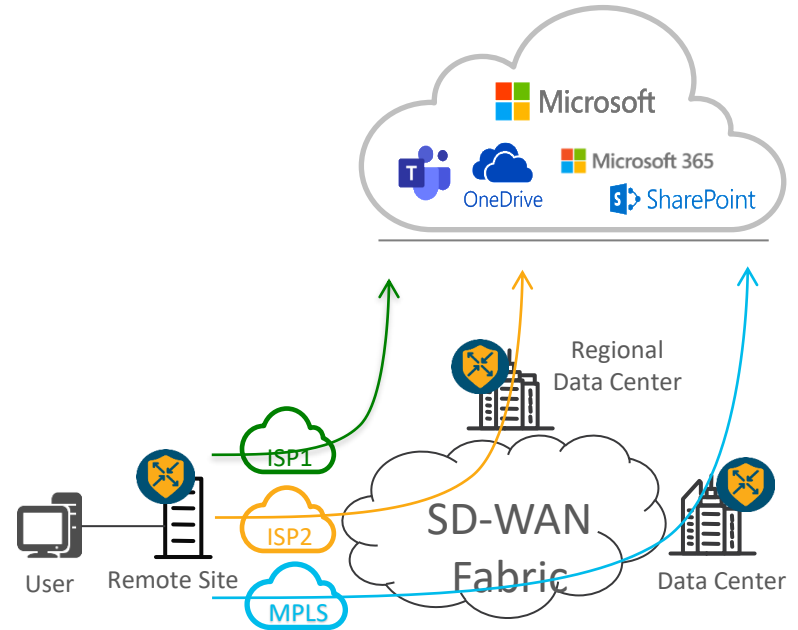 Microsoft
T
OneDrive
Microsoft 365
S
SharePoint
Regional
Data Center
ISP1
ISP2
MPLS
SD-WAN
Fabric
User
Remote Site
Data Center